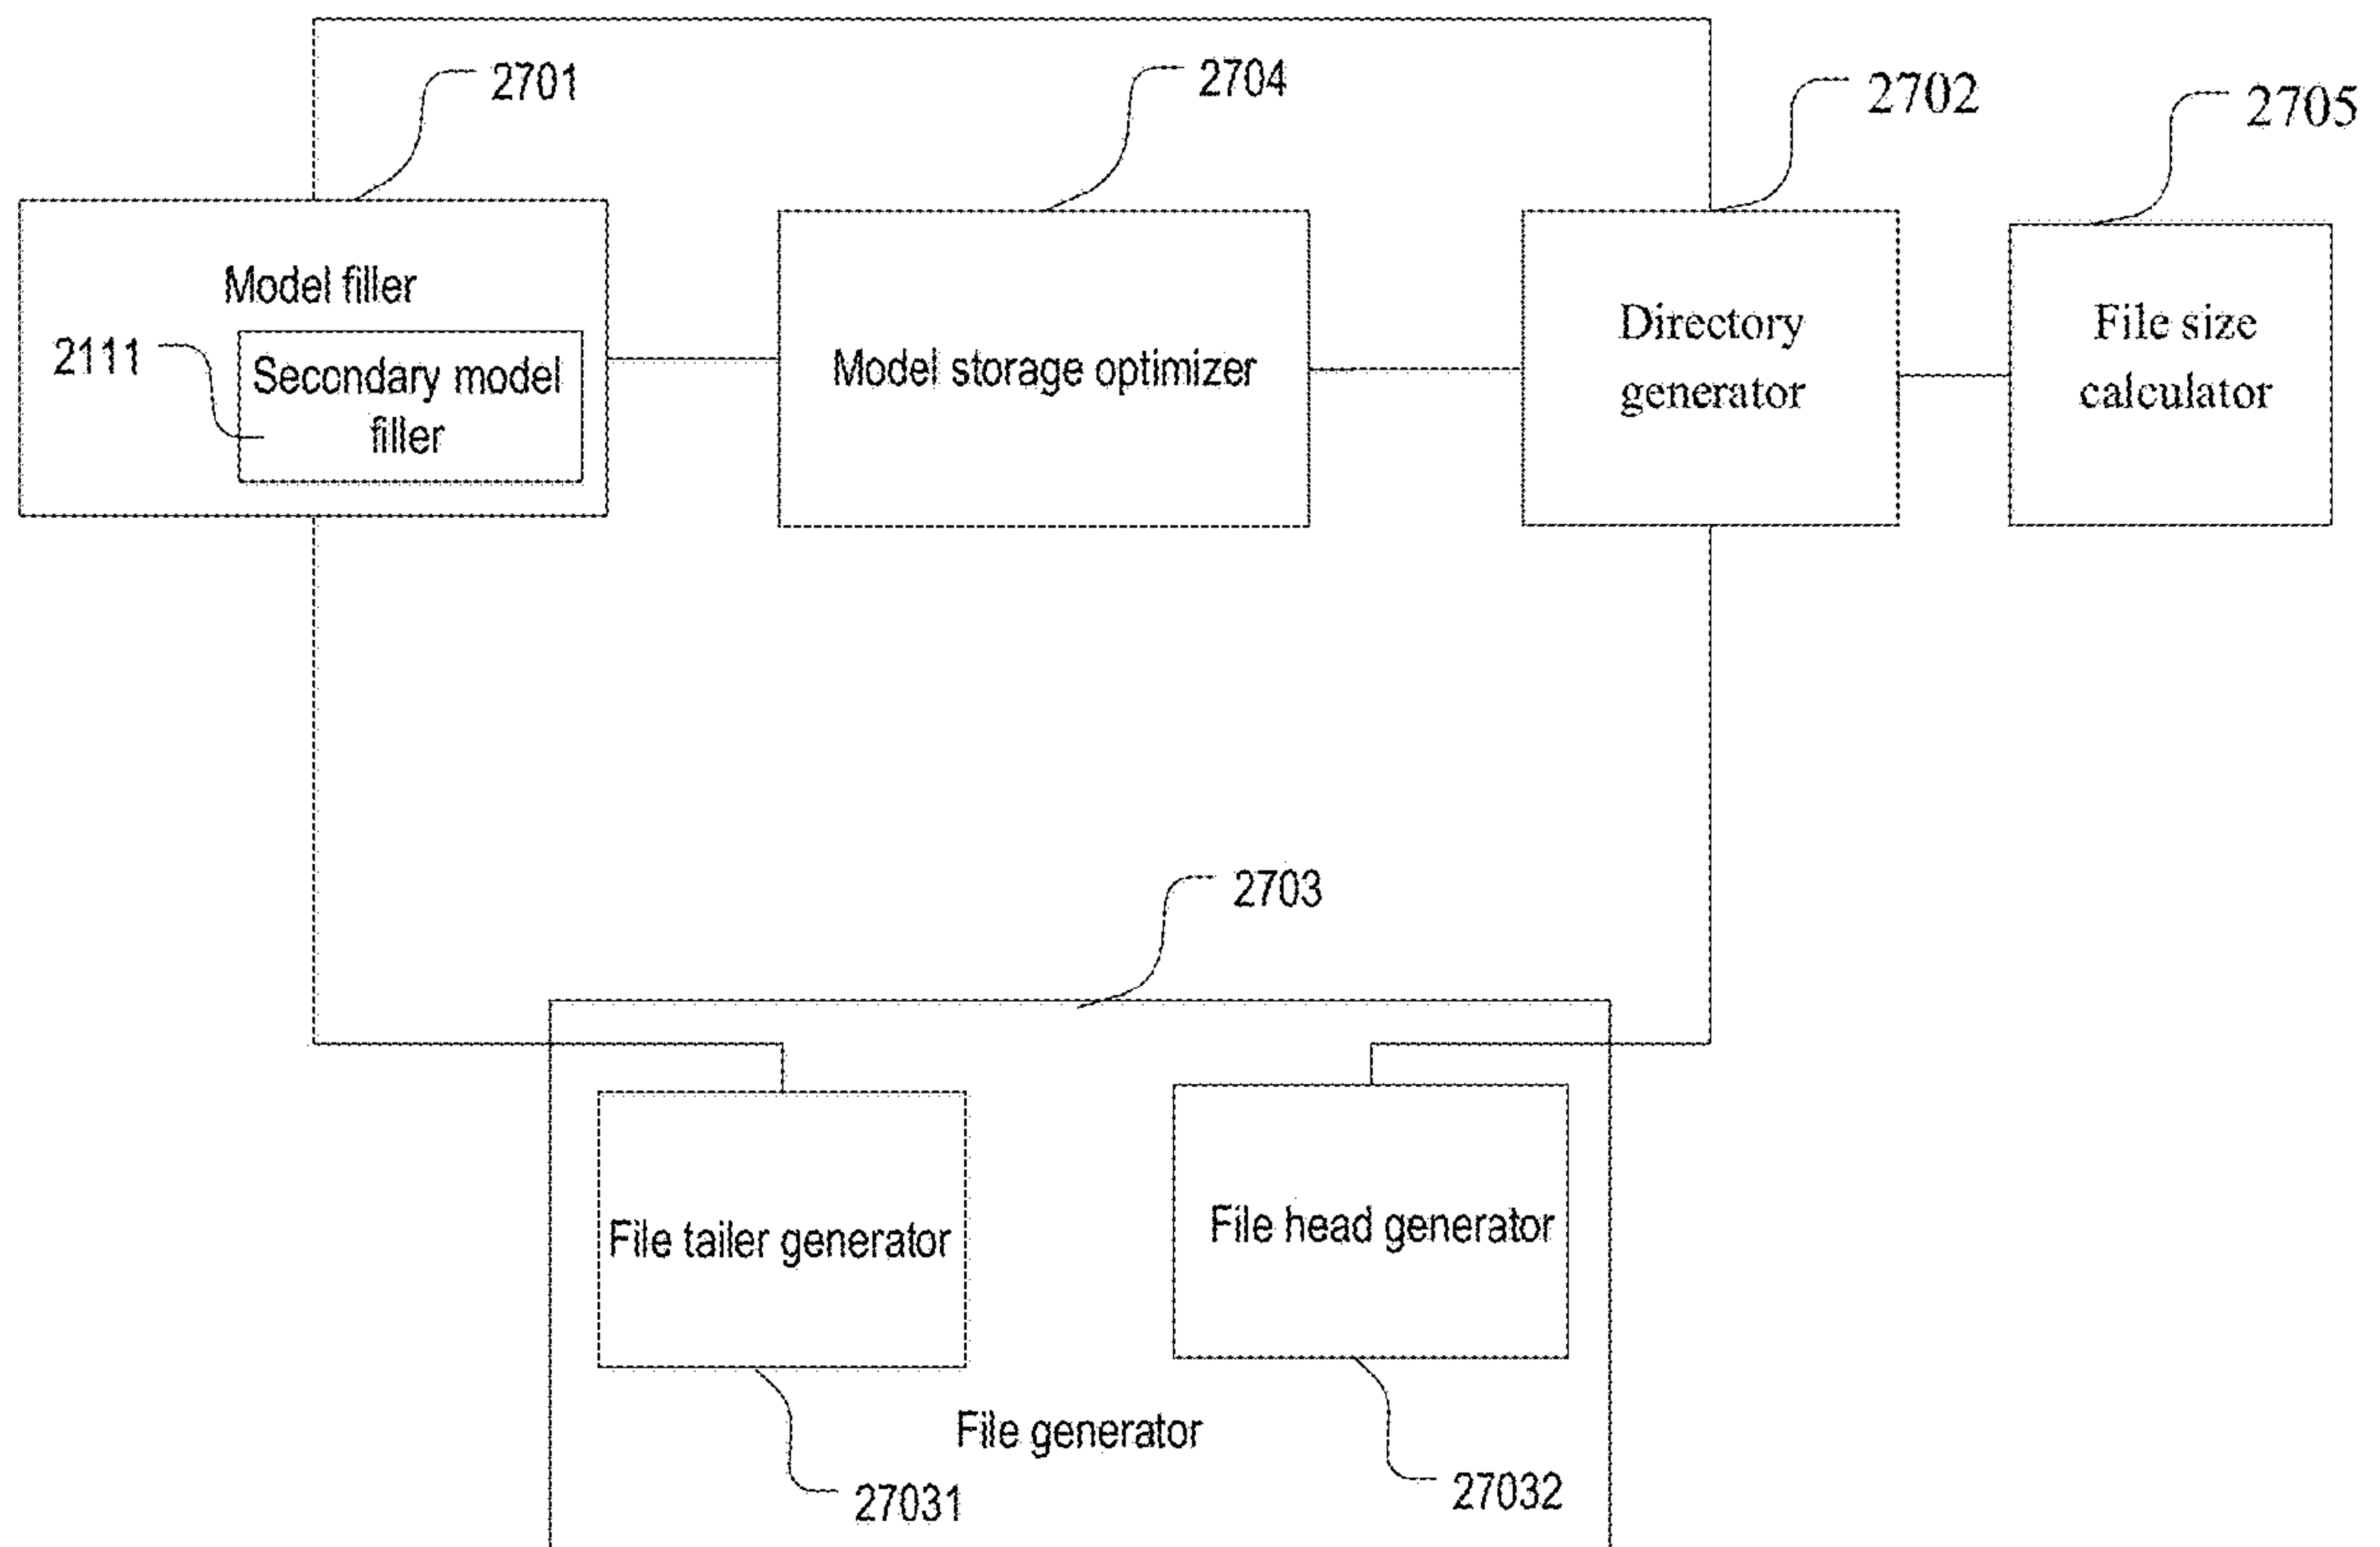 2701
2704
2702
2705
Model filler
2111
Secondary model
filler
Model storage optimizer
Directory
generator
File size
calculator
2703
File tailer generator
File head generator
File generator
27031
27032